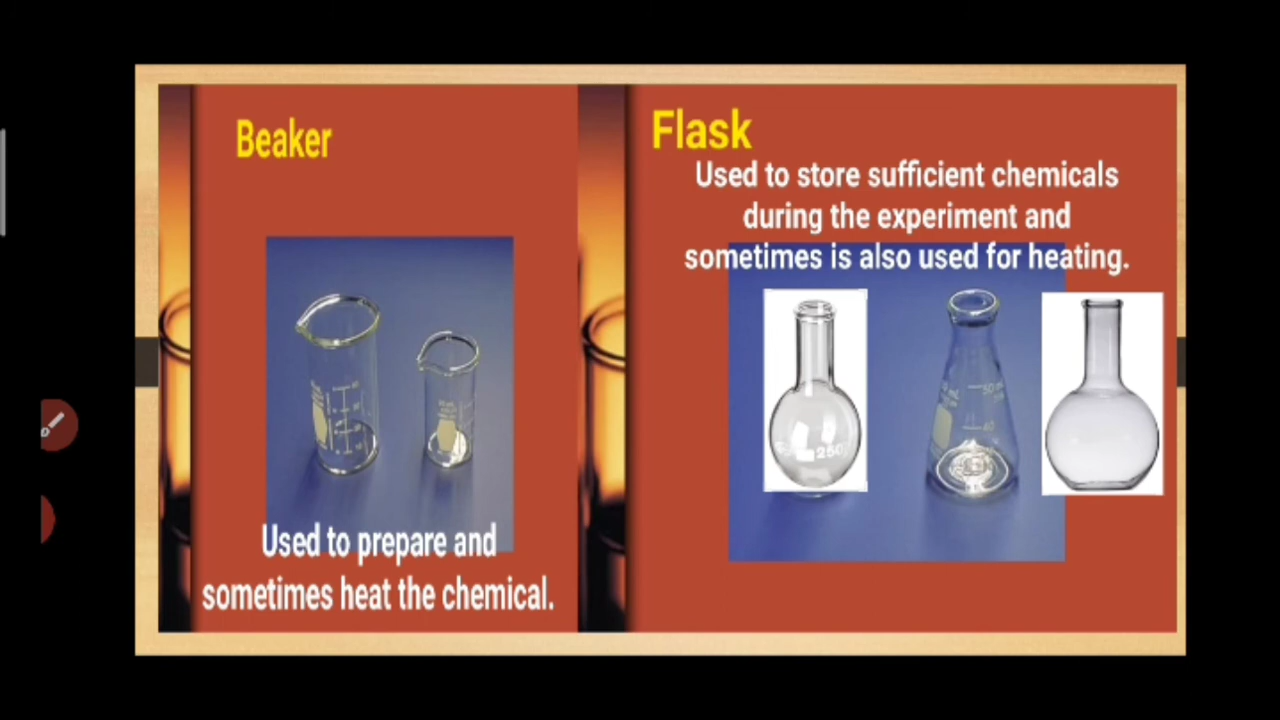 Beaker
Used to prepare and
sometimes heat the chemical.
Flask
Used to store sufficient chemicals
during the experiment and
sometimes is also used for heating.
250